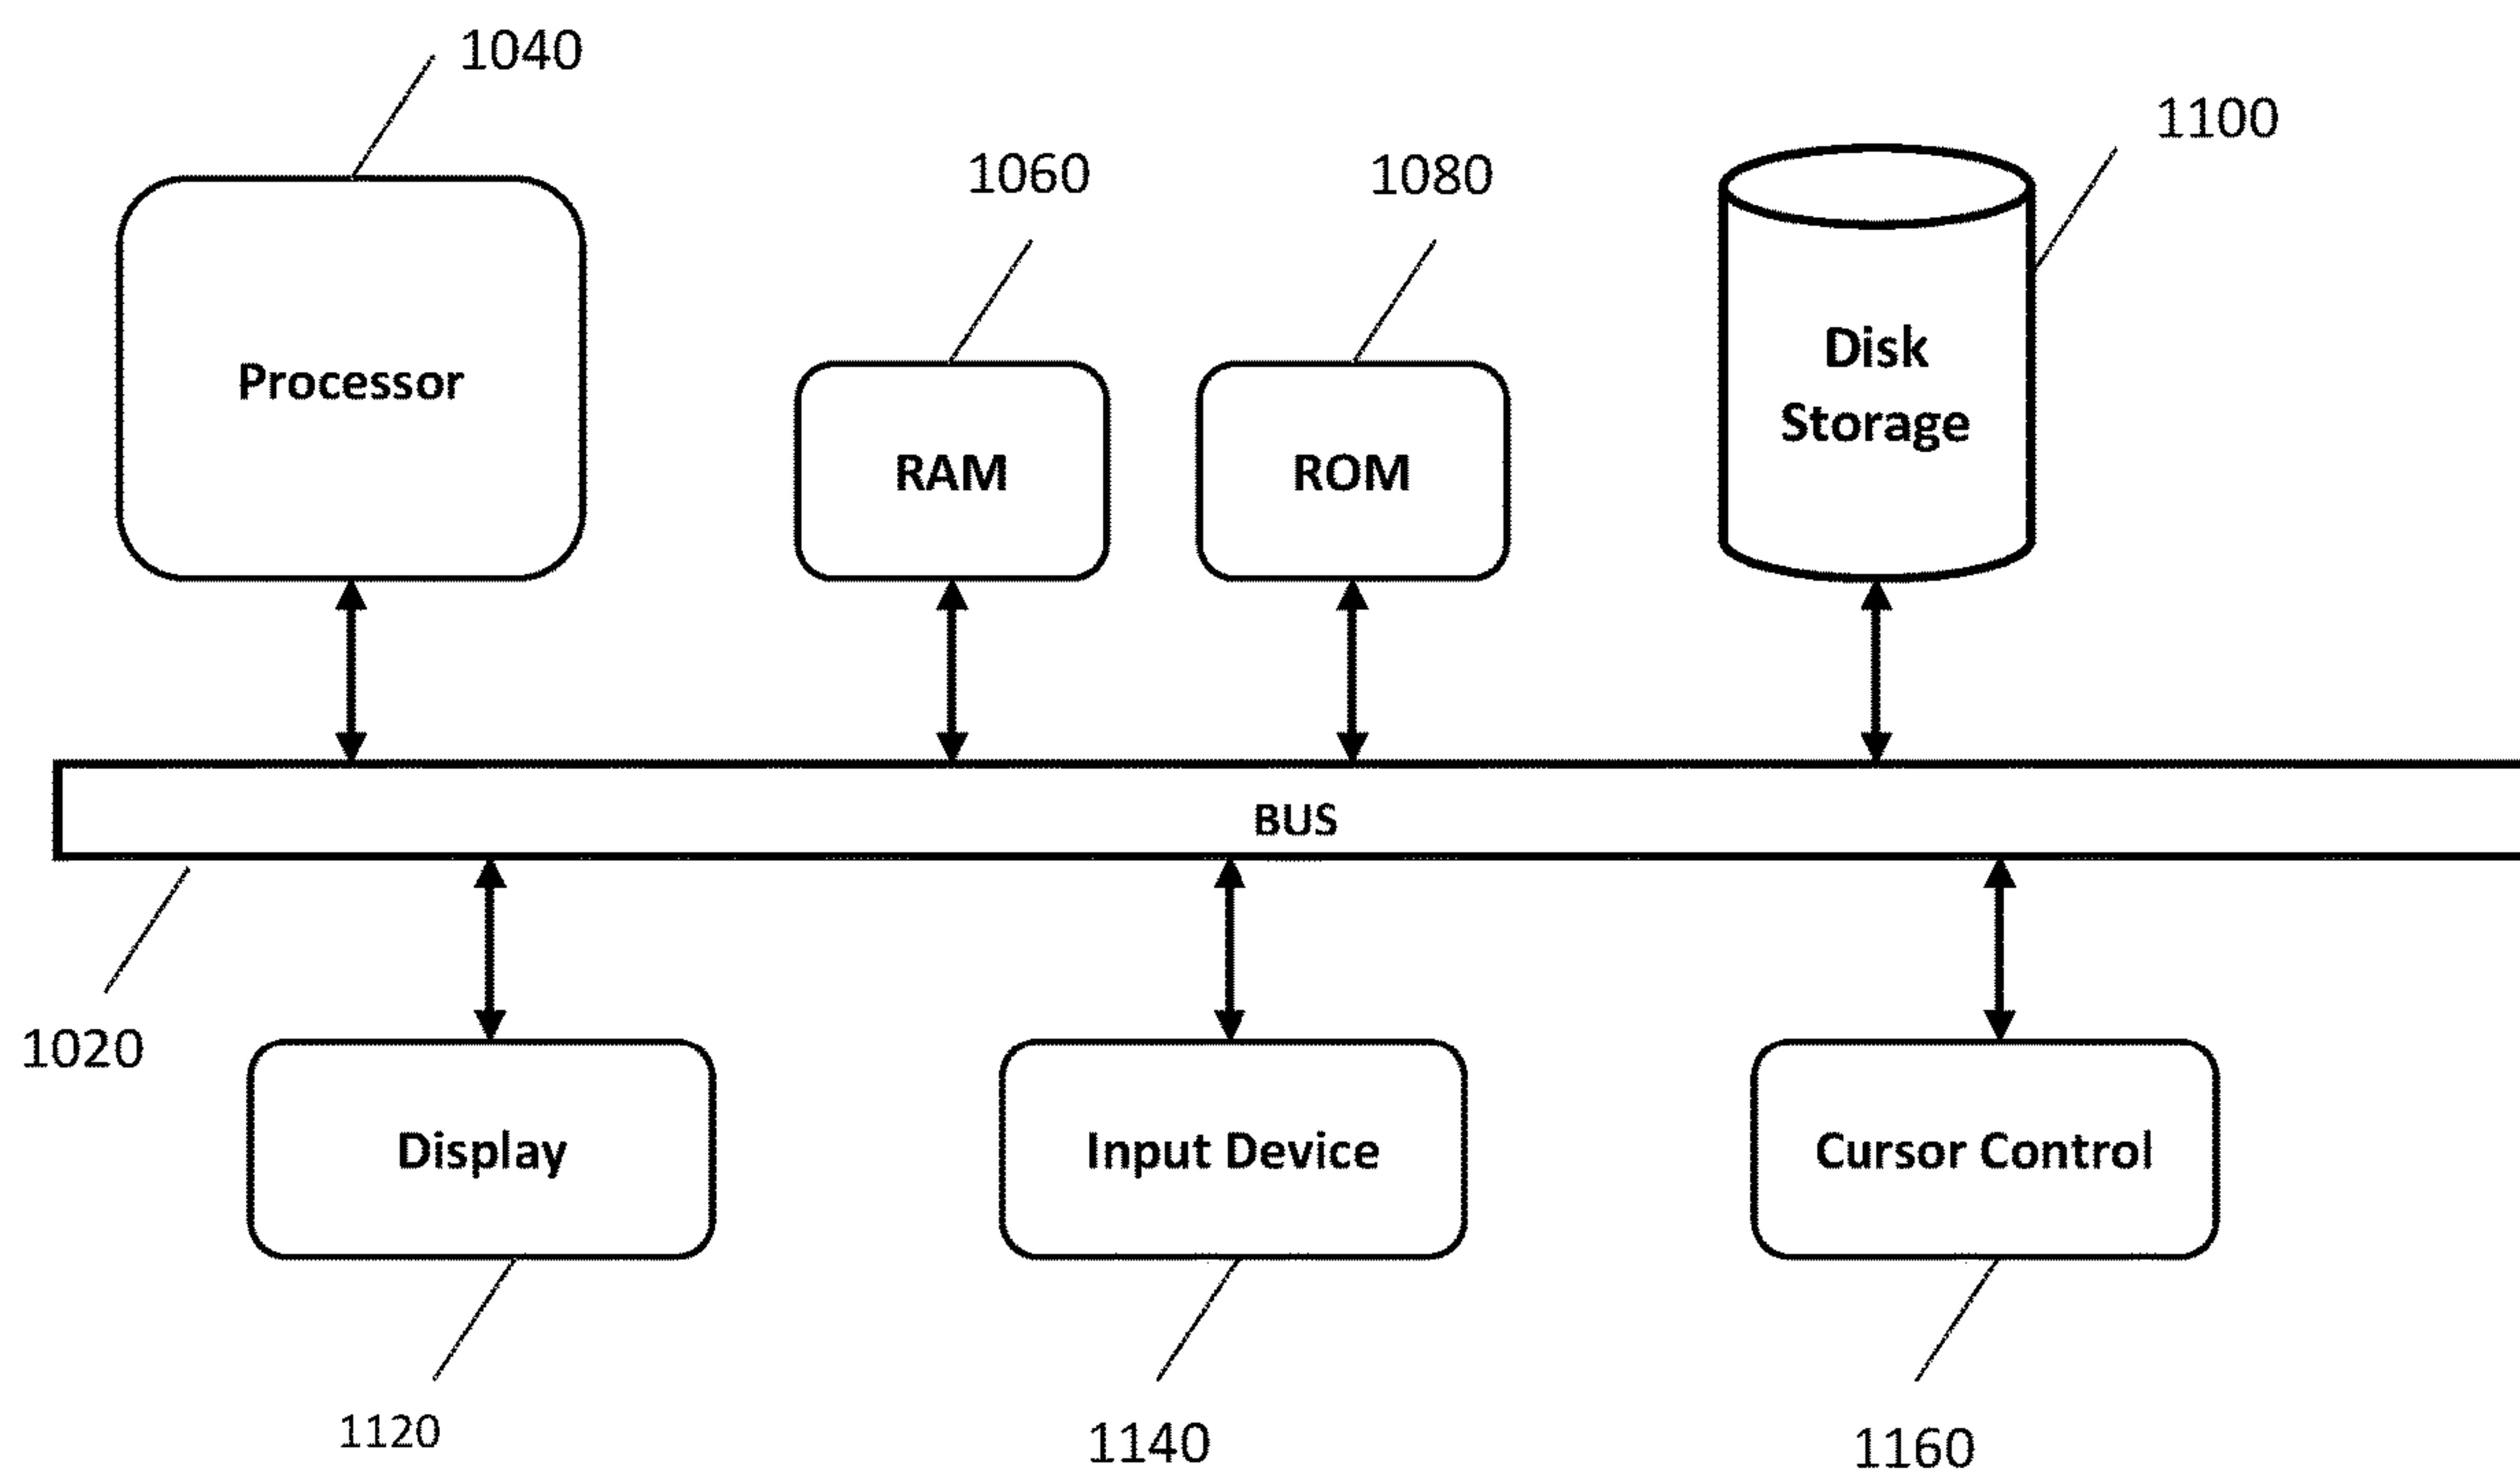 1040
1060
1080
1100
Processor
RAM
ROM
Disk
Storage
BUS
1020
Display
Input Device
Cursor Control
1120
1140
1160